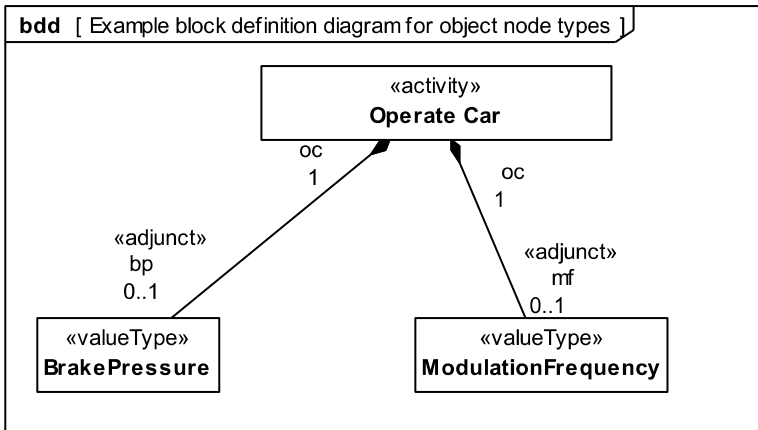 bdd [ Example block definition diagram for object node types ]
«activity»
Operate Car
oc
1
oc
1
«adjunct»
bp
0..1
«adjunct»
mf
0..1
«valueType»
BrakePressure
«valueType»
ModulationFrequency